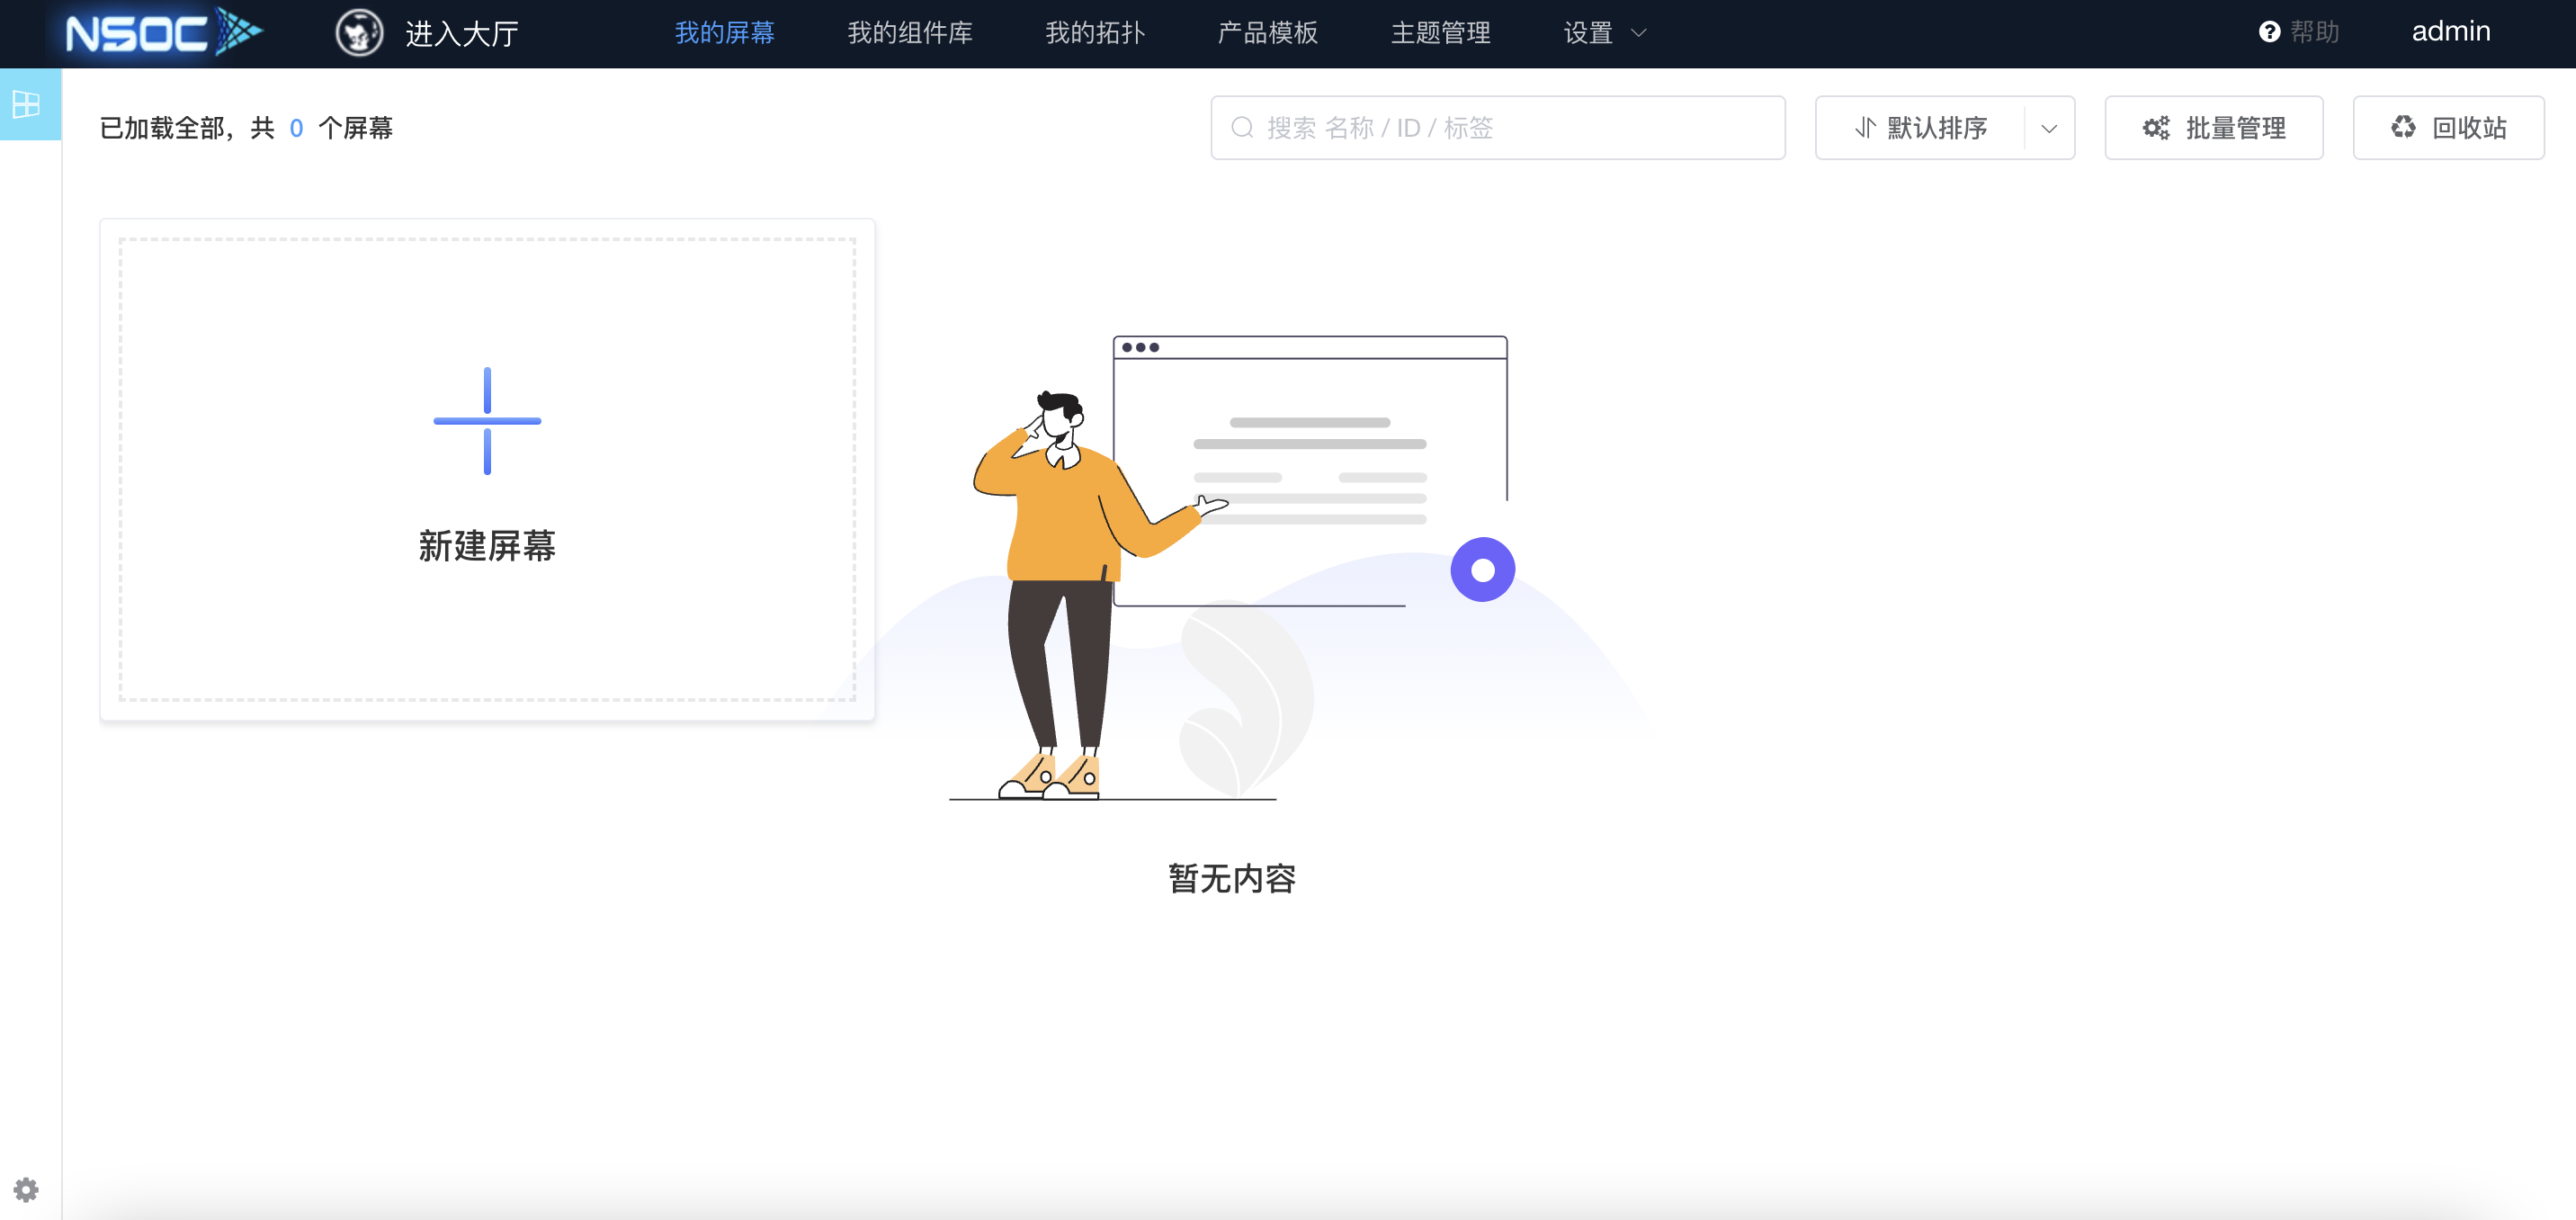 NSOC
进入大厅
我的屏幕
我的组件库
我的拓扑
产品模板
主题管理
设置
帮助
admin
已加载全部，共 0 个屏幕
搜索 名称 / ID / 标签
默认排序
批量管理
回收站
新建屏幕
暂无内容